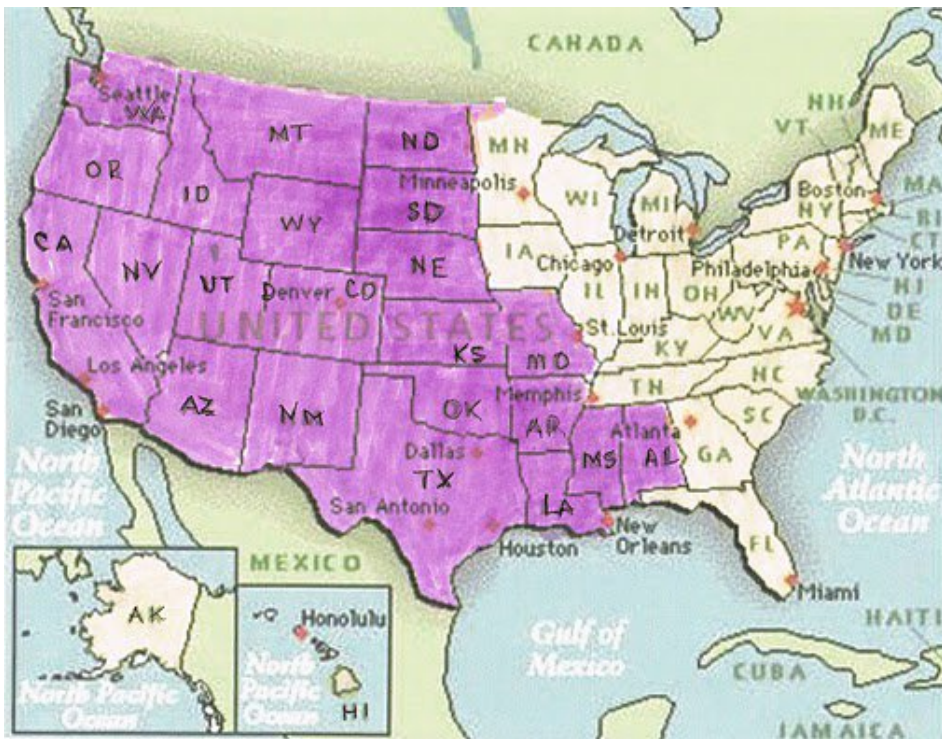 CANADA
Seattle
WA
MT
ND
MN
OR
ID
WY
SD
Minneapolis
WI
MI
NH
VT
ME
Boston
MA
NY
RI
CT
CA
NV
UT
Denver
CO
NE
IA
Chicago
Detroit
PA
New York
Philadelphia
NJ
DE
MD
IL
IN
OH
WV
VA
San
Francisco
UNITED STATES
KS
MO
St. Louis
KY
WASHINGTON
D.C.
Los Angeles
San
Diego
AZ
NM
OK
AR
Memphis
TN
NC
SC
Dallas
TX
San Antonio
Houston
LA
MS
AL
Atlanta
GA
New
Orleans
FL
Miami
North
Pacific
Ocean
North
Atlantic
Ocean
MEXICO
Gulf of
Mexico
HAITI
CUBA
JAMAICA
AK
North Pacific
Ocean
Honolulu
North
Pacific
Ocean
HI